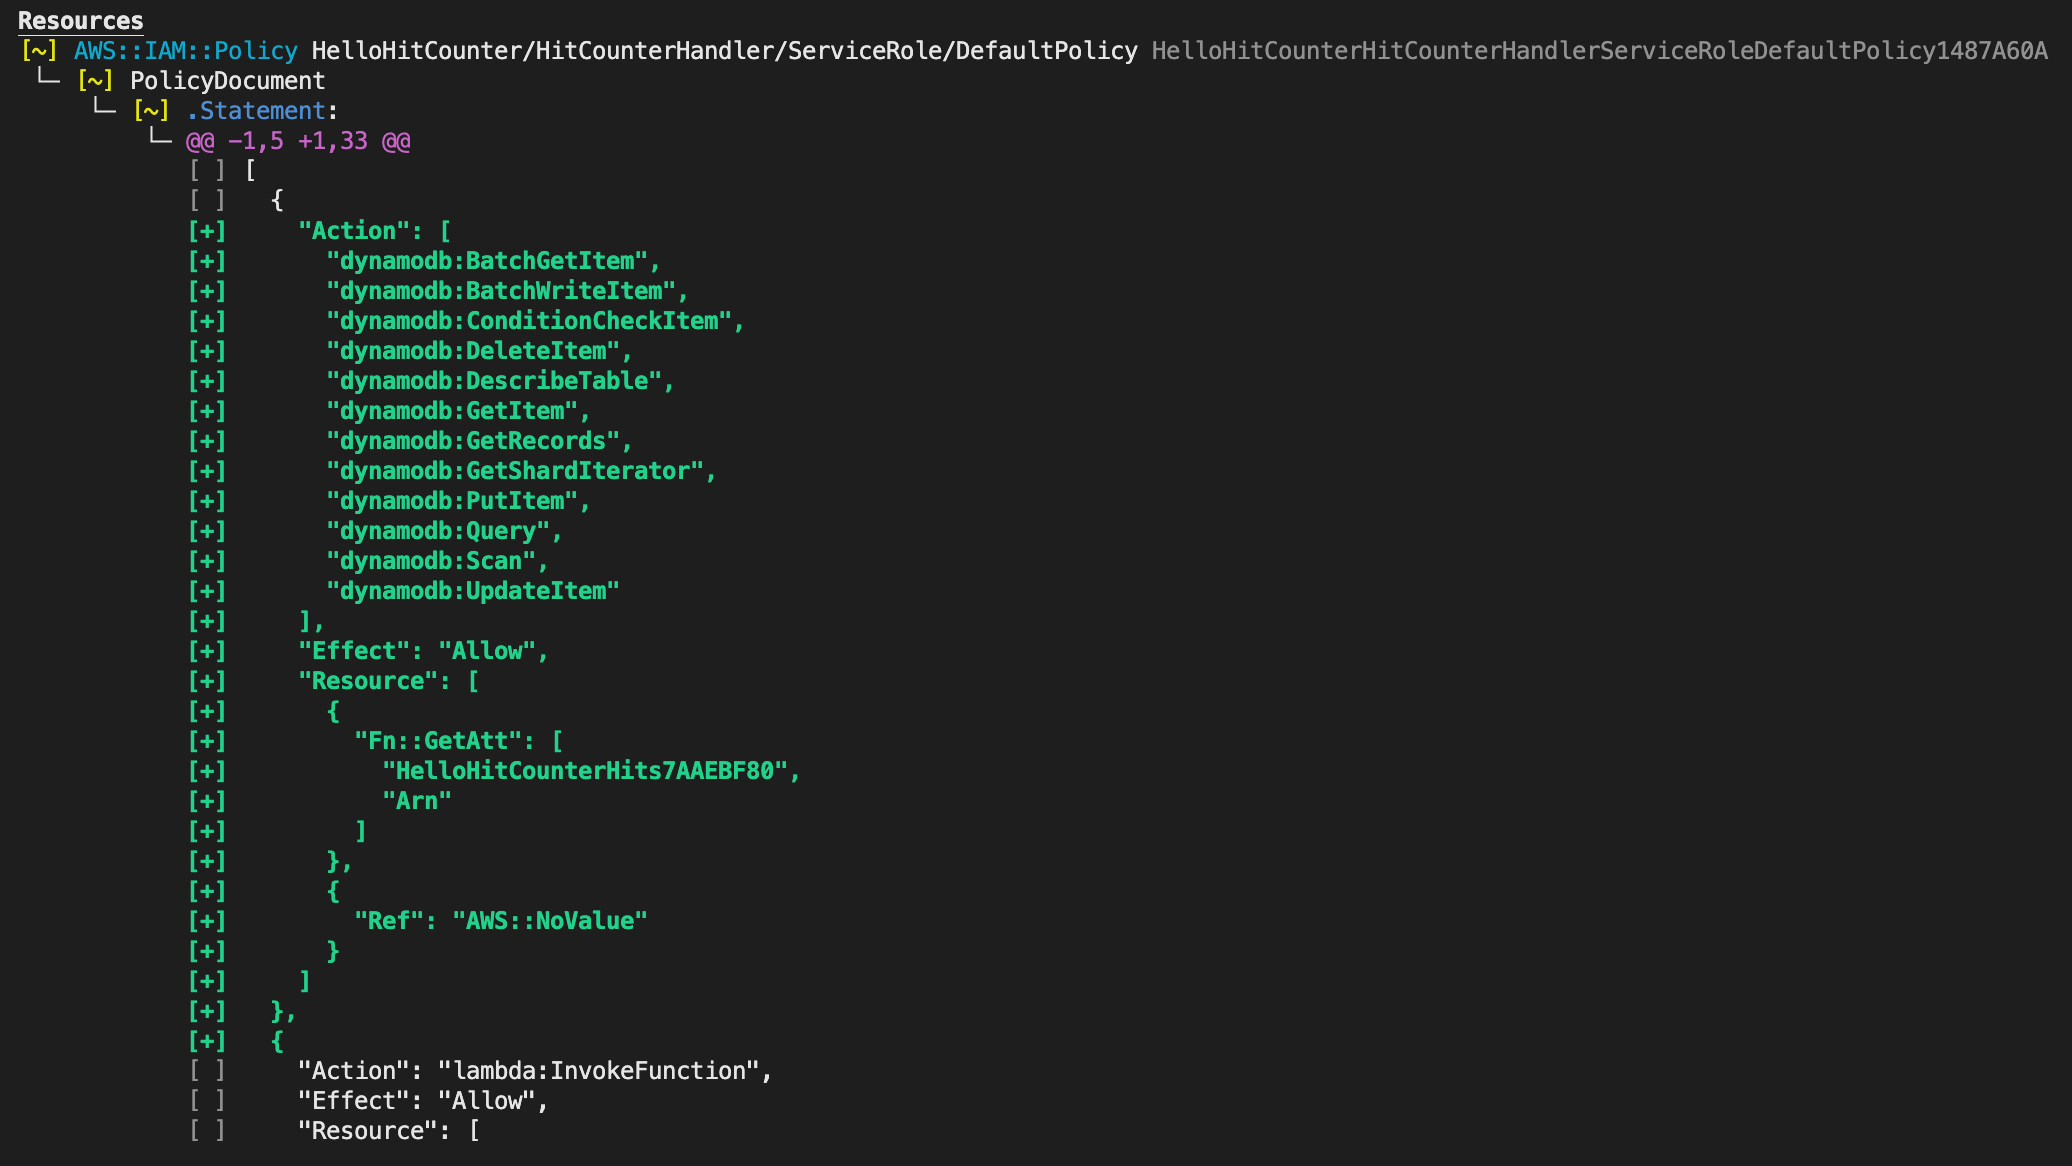 Resources
[~] AWS::IAM::Policy HelloHitCounter/HitCounterHandler/ServiceRole/DefaultPolicy HelloHitCounterHitCounterHandlerServiceRoleDefaultPolicy1487A60A
 └─ [~] PolicyDocument
     └─ [~] .Statement:
         └─ @@ -1,5 +1,33 @@
            [ ] [
            [ ]   {
            [+]     "Action": [
            [+]       "dynamodb:BatchGetItem",
            [+]       "dynamodb:BatchWriteItem",
            [+]       "dynamodb:ConditionCheckItem",
            [+]       "dynamodb:DeleteItem",
            [+]       "dynamodb:DescribeTable",
            [+]       "dynamodb:GetItem",
            [+]       "dynamodb:GetRecords",
            [+]       "dynamodb:GetShardIterator",
            [+]       "dynamodb:PutItem",
            [+]       "dynamodb:Query",
            [+]       "dynamodb:Scan",
            [+]       "dynamodb:UpdateItem"
            [+]     ],
            [+]     "Effect": "Allow",
            [+]     "Resource": [
            [+]       {
            [+]         "Fn::GetAtt": [
            [+]           "HelloHitCounterHits7AAEBF80",
            [+]           "Arn"
            [+]         ]
            [+]       },
            [+]       {
            [+]         "Ref": "AWS::NoValue"
            [+]       }
            [+]     ]
            [+]   },
            [+]   {
            [ ]     "Action": "lambda:InvokeFunction",
            [ ]     "Effect": "Allow",
            [ ]     "Resource": [